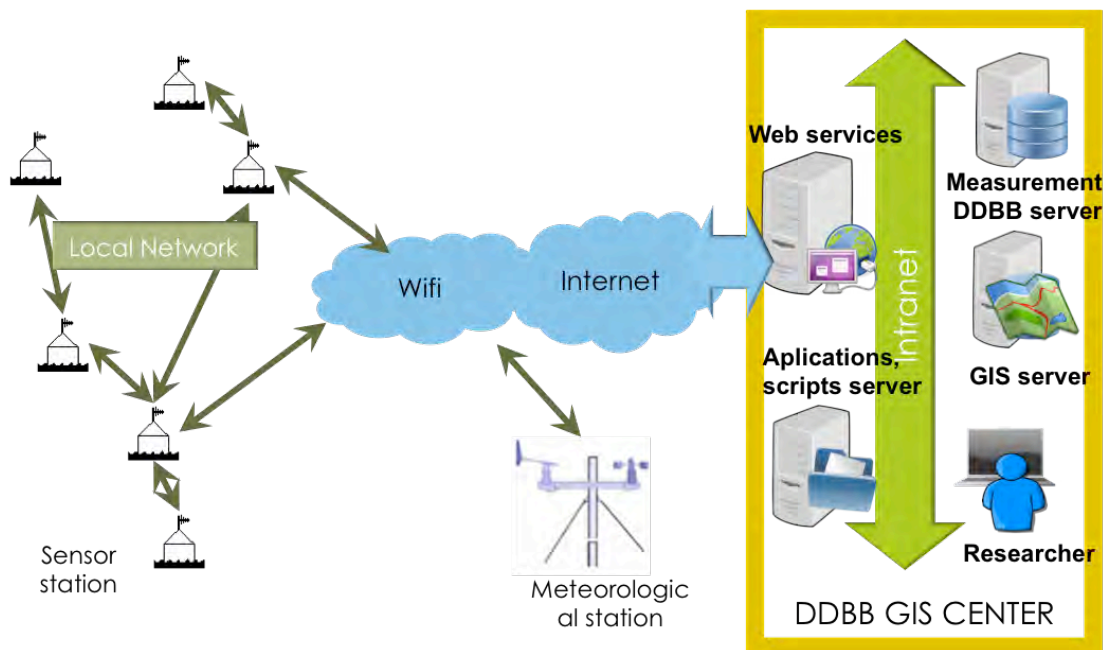 Local Network
Sensor
station
Wifi
Internet
Meteorologic
al station
Web services
Aplications,
scripts server
Intranet
Measurement
DDBB server
GIS server
Researcher
DDBB GIS CENTER